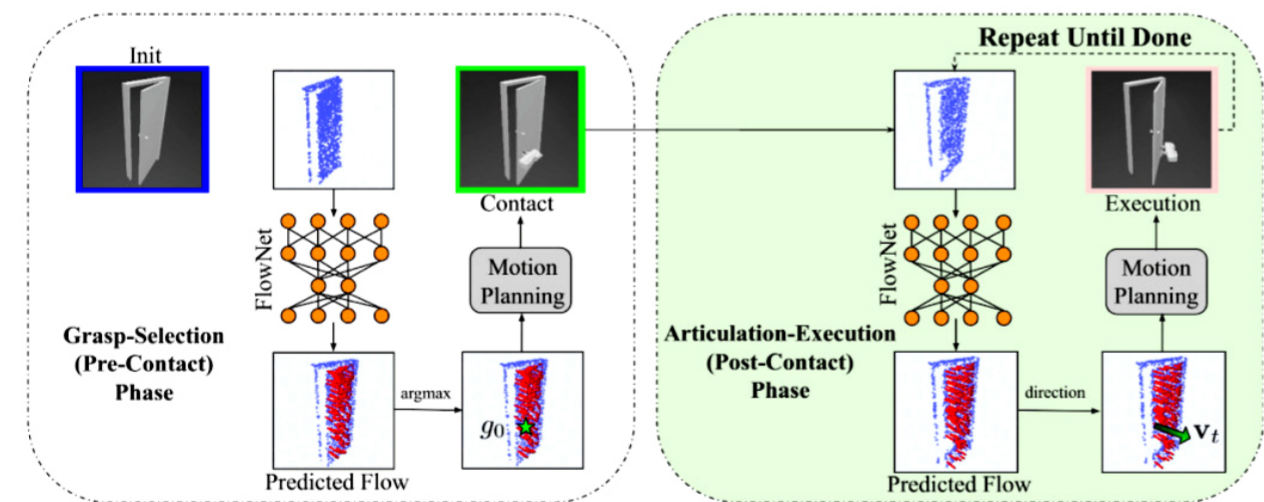 Init
FlowNet
Contact
Motion
Planning
Grasp-Selection
(Pre-Contact)
Phase
argmax
g0
Predicted Flow
Repeat Until Done
FlowNet
Execution
Motion
Planning
Articulation-Execution
(Post-Contact)
Phase
direction
vt
Predicted Flow